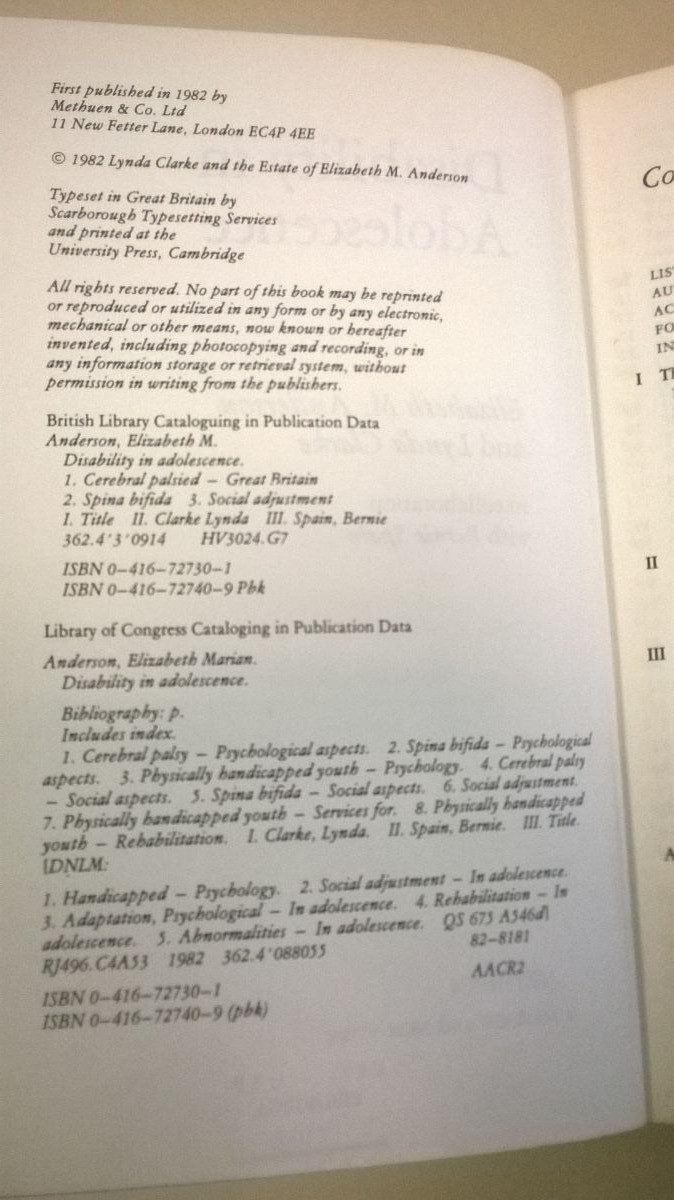 First published in 1982 by
Methuen & Co. Ltd
11 New Fetter Lane, London EC4P 4EE
© 1982 Lynda Clarke and the Estate of Elizabeth M. Anderson
Typeset in Great Britain by
Scarborough Typesetting Services
and printed at the
University Press, Cambridge
All rights reserved. No part of this book may be reprinted
or reproduced or utilized in any form or by any electronic,
mechanical or other means, now known or hereafter
invented, including photocopying and recording, or in
any information storage or retrieval system, without
permission in writing from the publishers.
British Library Cataloguing in Publication Data
Anderson, Elizabeth M.
Disability in adolescence.
1. Cerebral palsied – Great Britain
2. Spina bifida 3. Social adjustment
I. Title II. Clarke Lynda III. Spain, Bernie
362.4'3'0914 HV3024.G7
ISBN 0–416–72730–1
ISBN 0–416–72740–9 Pbk
Library of Congress Cataloging in Publication Data
Anderson, Elizabeth Marian.
Disability in adolescence.
Bibliography: p.
Includes index.
1. Cerebral palsy – Psychological aspects. 2. Spina bifida – Psychological
aspects. 3. Physically handicapped youth – Psychology. 4. Cerebral palsy
– Social aspects. 5. Spina bifida – Social aspects. 6. Social adjustment.
7. Physically handicapped youth – Services for. 8. Physically handicapped
youth – Rehabilitation. I. Clarke, Lynda. II. Spain, Bernie. III. Title.
[DNLM:
1. Handicapped – Psychology. 2. Social adjustment – In adolescence.
3. Adaptation, Psychological – In adolescence. 4. Rehabilitation – In
adolescence. 5. Abnormalities – In adolescence. QS 675 A546d]
RJ496.C4A53 1982 362.4'088055 82–8181
AACR2
ISBN 0–416–72730–1
ISBN 0–416–72740–9 (pbk)
Co
LIS
AU
AC
FO
IN
I TH
II
III
A